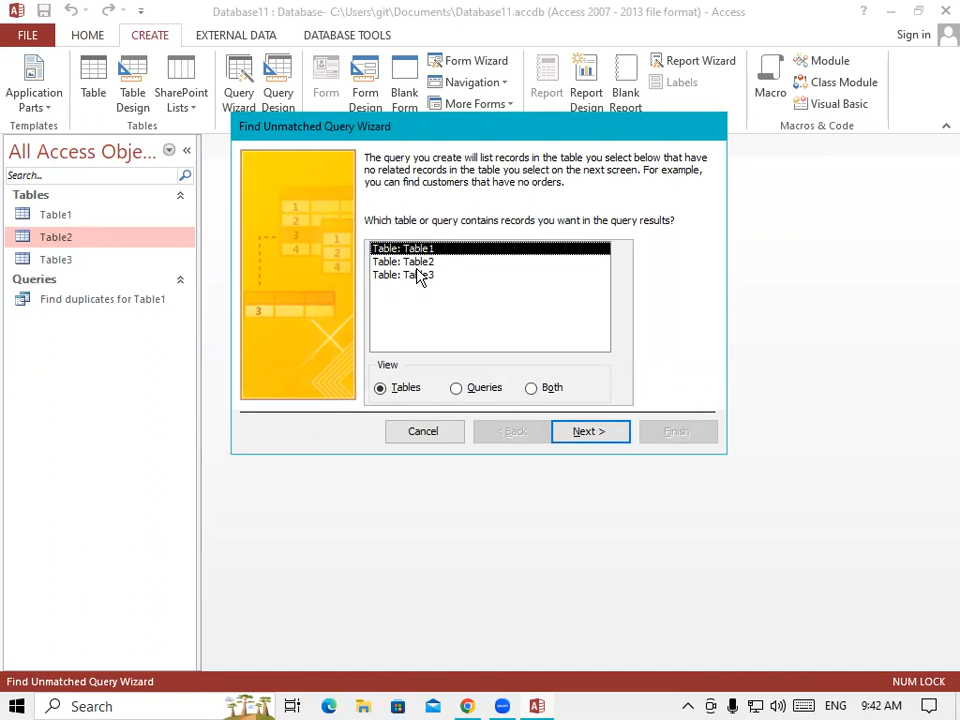 Database11 : Database- C:\Users\git\Documents\Database11.accdb (Access 2007 - 2013 file format) - Access
FILE HOME CREATE EXTERNAL DATA DATABASE TOOLS Sign in
Application Parts
Table
Table Design
SharePoint Lists
Query Wizard
Query Design
Form
Form Design
Blank Form
Form Wizard
Navigation
More Forms
Report
Report Design
Blank Report
Report Wizard
Labels
Macro
Module
Class Module
Visual Basic
Templates Tables Macros & Code
All Access Obje...
Search...
Tables
Table1
Table2
Table3
Queries
Find duplicates for Table1
Find Unmatched Query Wizard
The query you create will list records in the table you select below that have
no related records in the table you select on the next screen. For example,
you can find customers that have no orders.
Which table or query contains records you want in the query results?
Table: Table1
Table: Table2
Table: Table3
View
Tables Queries Both
Cancel < Back Next > Finish
1
2
3
4
1
2
4
3
Find Unmatched Query Wizard NUM LOCK
Search ENG 9:42 AM